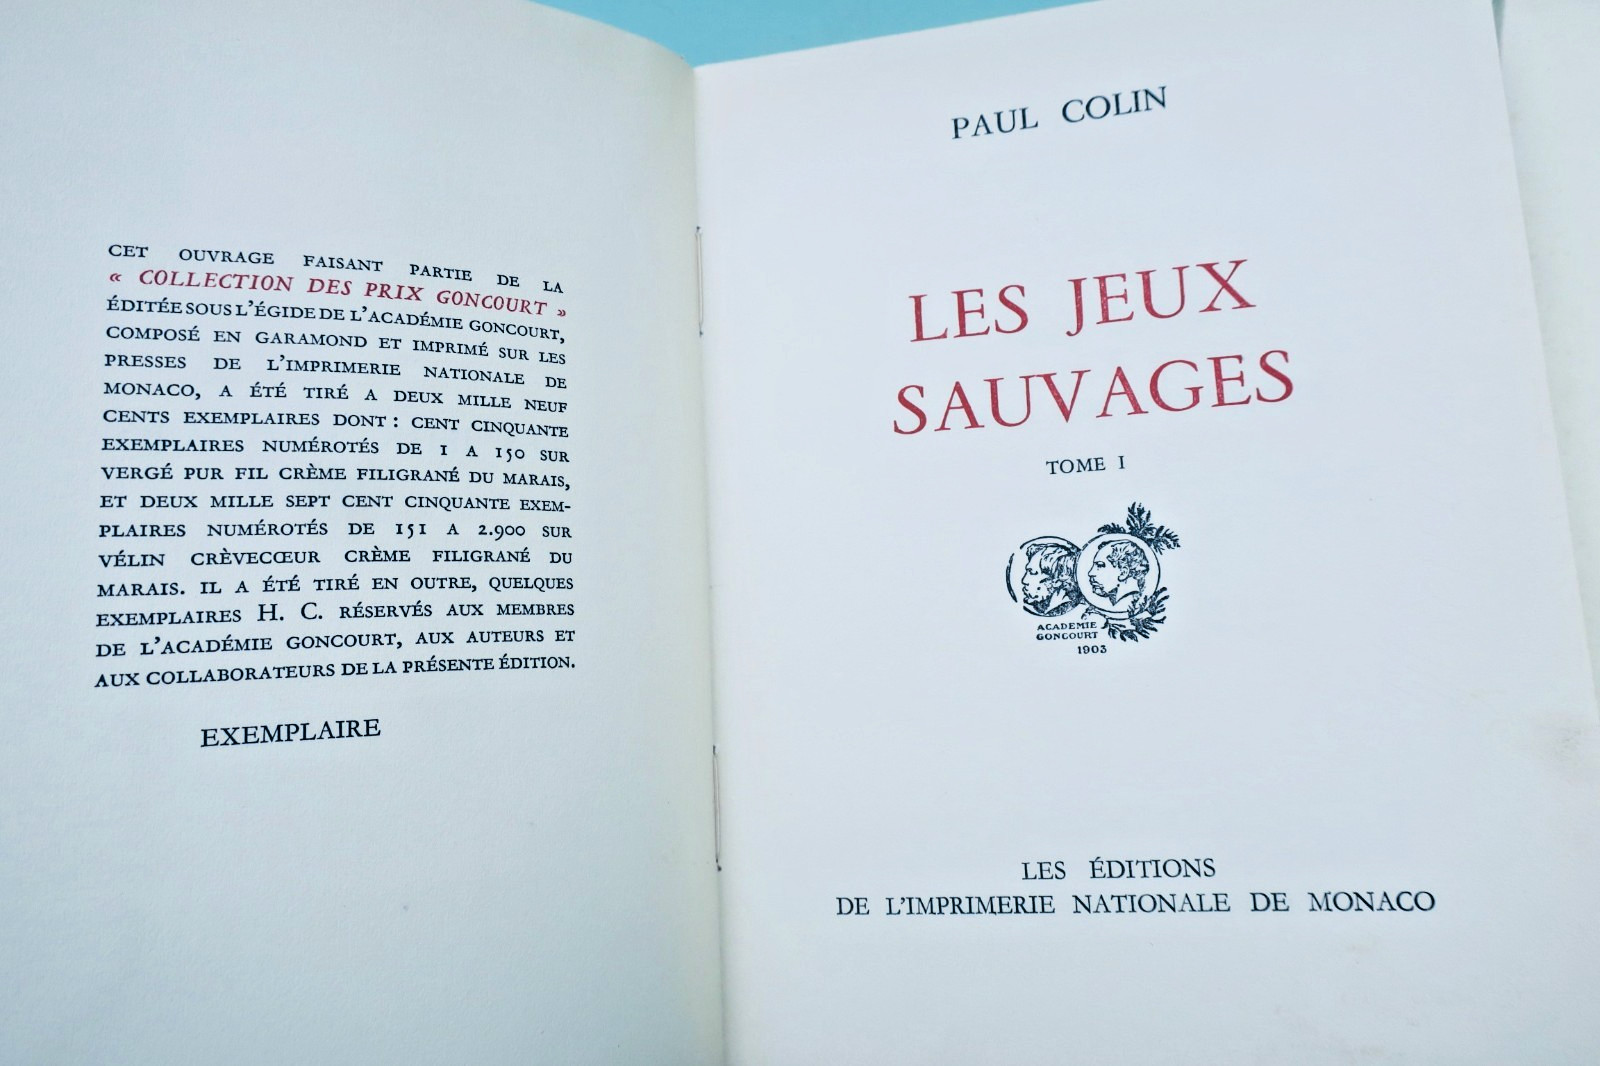 CET OUVRAGE FAISANT PARTIE DE LA
« COLLECTION DES PRIX GONCOURT »
ÉDITÉE SOUS L'ÉGIDE DE L'ACADÉMIE GONCOURT,
COMPOSÉ EN GARAMOND ET IMPRIMÉ SUR LES
PRESSES DE L'IMPRIMERIE NATIONALE DE
MONACO, A ÉTÉ TIRÉ A DEUX MILLE NEUF
CENTS EXEMPLAIRES DONT : CENT CINQUANTE
EXEMPLAIRES NUMÉROTÉS DE 1 A 150 SUR
VERGÉ PUR FIL CRÈME FILIGRANÉ DU MARAIS,
ET DEUX MILLE SEPT CENT CINQUANTE EXEM-
PLAIRES NUMÉROTÉS DE 151 A 2.900 SUR
VÉLIN CRÈVECŒUR CRÈME FILIGRANÉ DU
MARAIS. IL A ÉTÉ TIRÉ EN OUTRE, QUELQUES
EXEMPLAIRES H. C. RÉSERVÉS AUX MEMBRES
DE L'ACADÉMIE GONCOURT, AUX AUTEURS ET
AUX COLLABORATEURS DE LA PRÉSENTE ÉDITION.
EXEMPLAIRE
PAUL COLIN
LES JEUX
SAUVAGES
TOME I
ACADEMIE
GONCOURT
1903
LES ÉDITIONS
DE L'IMPRIMERIE NATIONALE DE MONACO